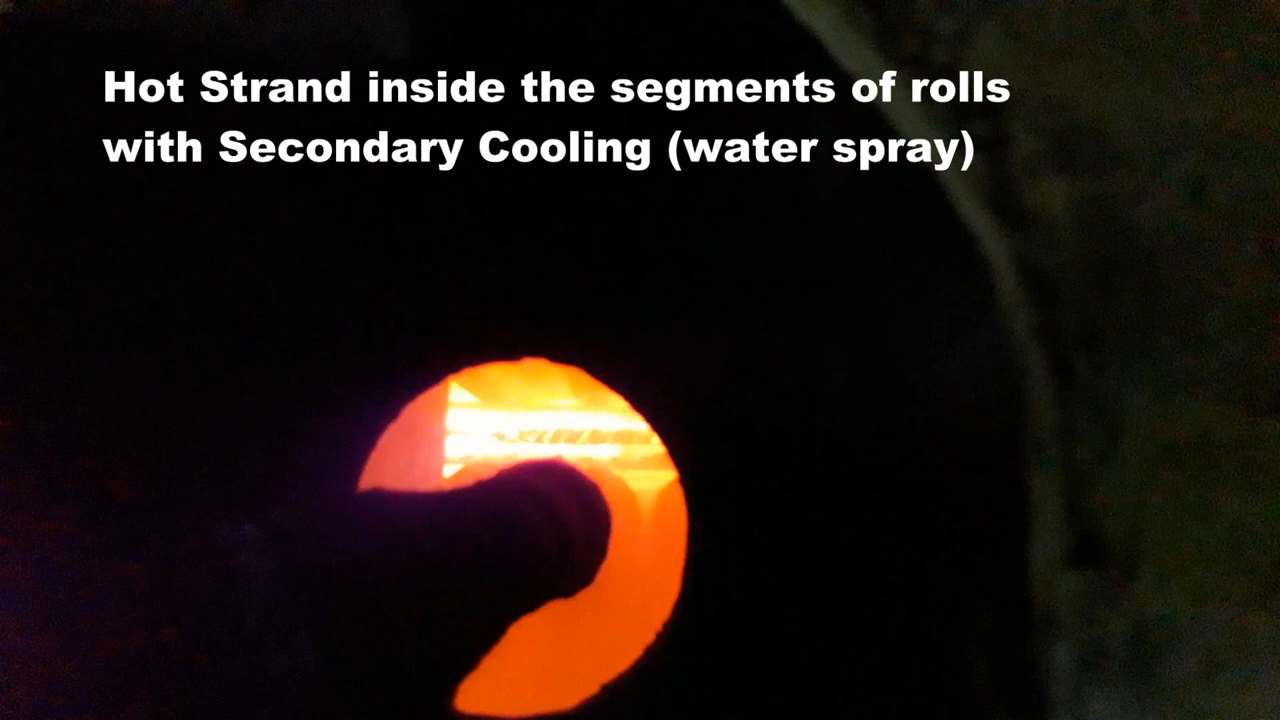 Hot Strand inside the segments of rolls
with Secondary Cooling (water spray)